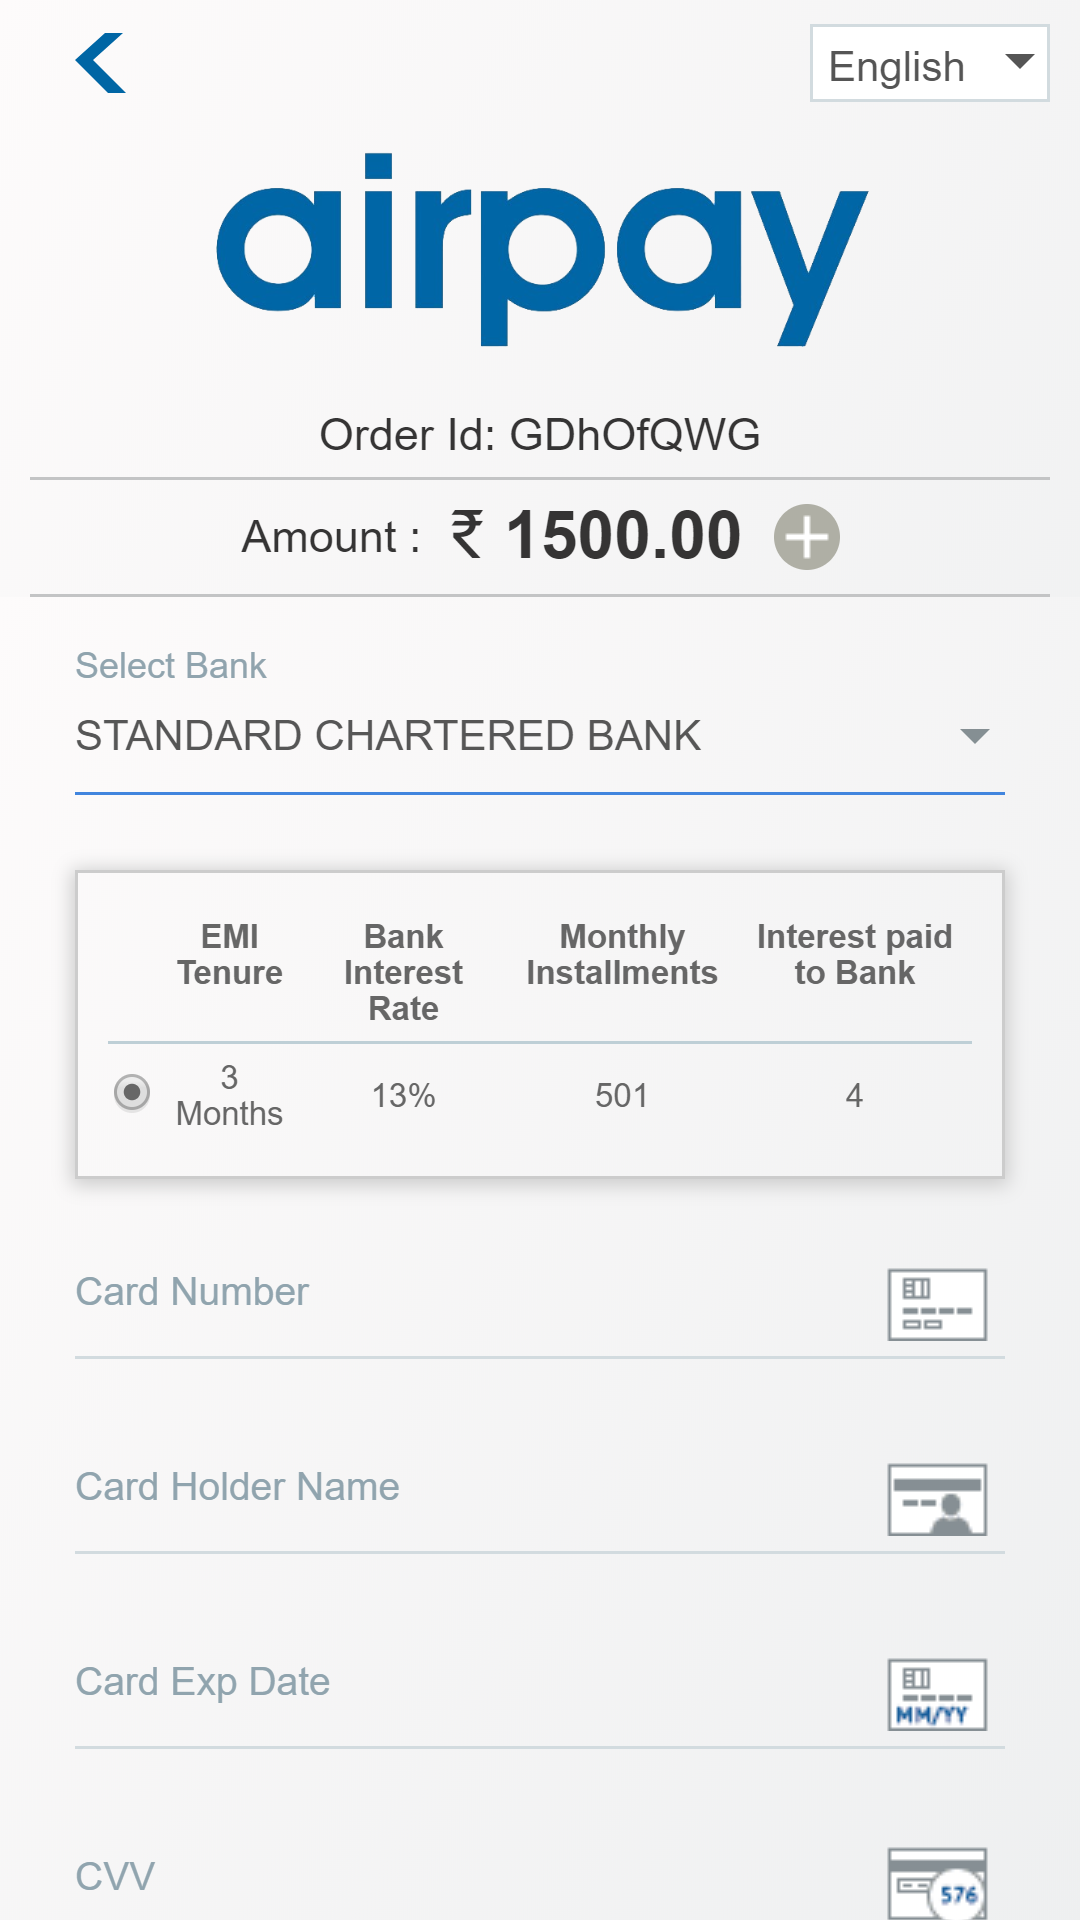 English
airpay
Order Id: GDhOfQWG
Amount : ₹ 1500.00
Select Bank
STANDARD CHARTERED BANK
EMI Tenure
Bank Interest Rate
Monthly Installments
Interest paid to Bank
3 Months
13%
501
4
Card Number
Card Holder Name
Card Exp Date
MM/YY
CVV
576